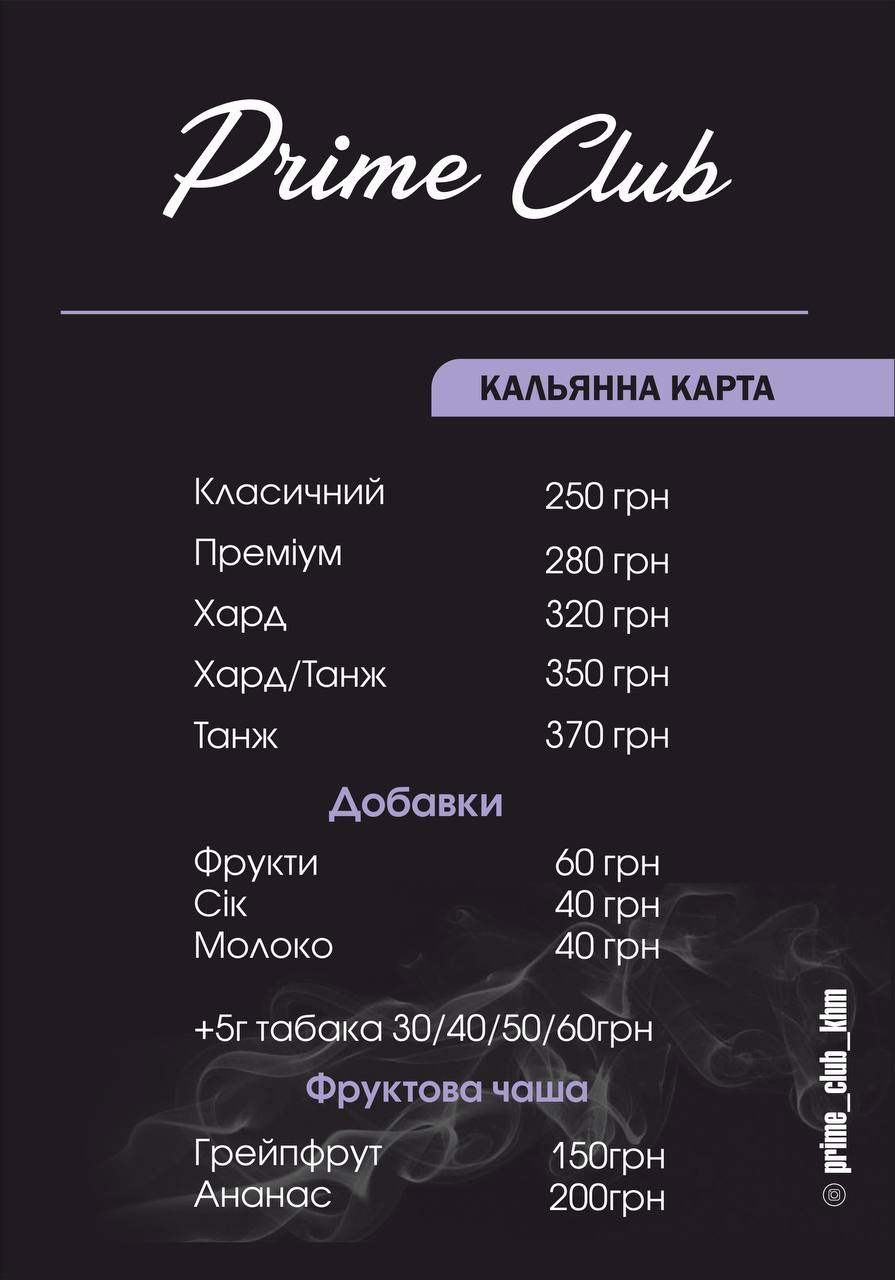 Prime Club
КАЛЬЯННА КАРТА
Класичний 250 грн
Преміум 280 грн
Хард 320 грн
Хард/Танж 350 грн
Танж 370 грн
Добавки
Фрукти 60 грн
Сік 40 грн
Молоко 40 грн
+5г табака 30/40/50/60грн
Фруктова чаша
Грейпфрут 150грн
Ананас 200грн
prime_club_khm